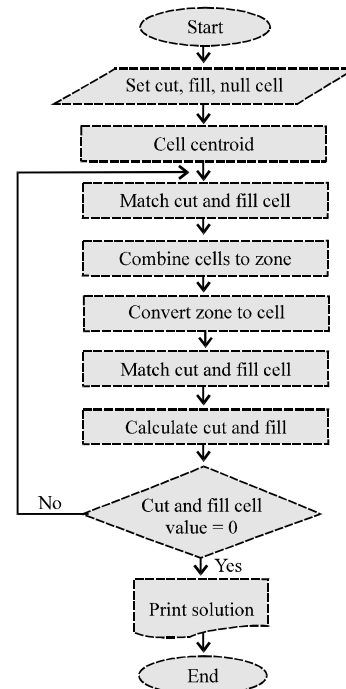 Start
Set cut, fill, null cell
Cell centroid
Match cut and fill cell
Combine cells to zone
Convert zone to cell
Match cut and fill cell
Calculate cut and fill
No
Cut and fill cell
value = 0
Yes
Print solution
End